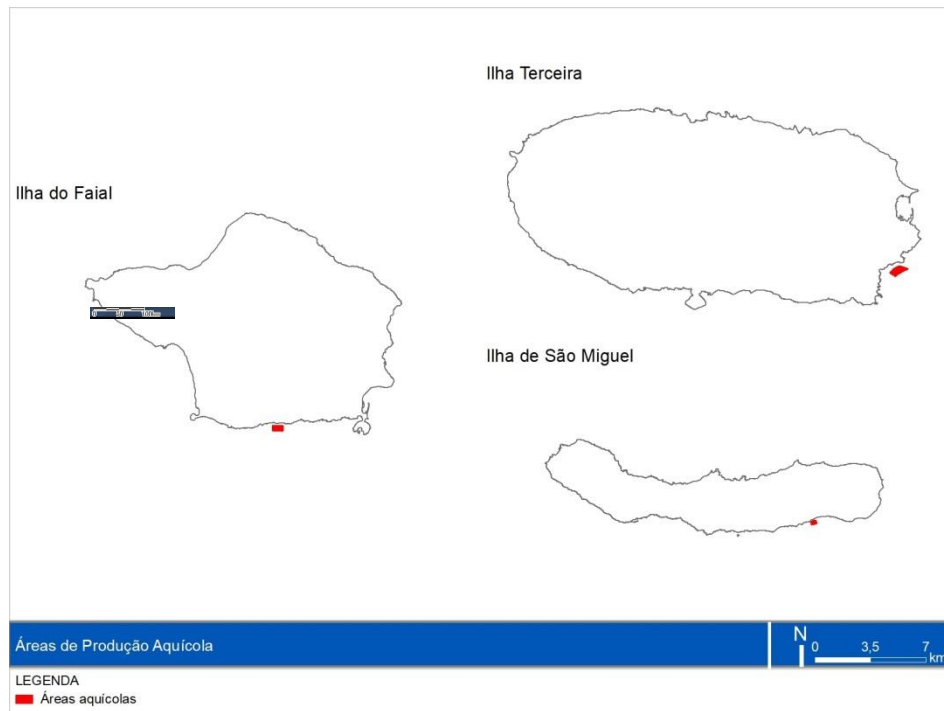 Ilha Terceira
Ilha do Faial
Ilha de São Miguel
Áreas de Produção Aquícola
N
0 3,5 7
km
LEGENDA
Áreas aquícolas